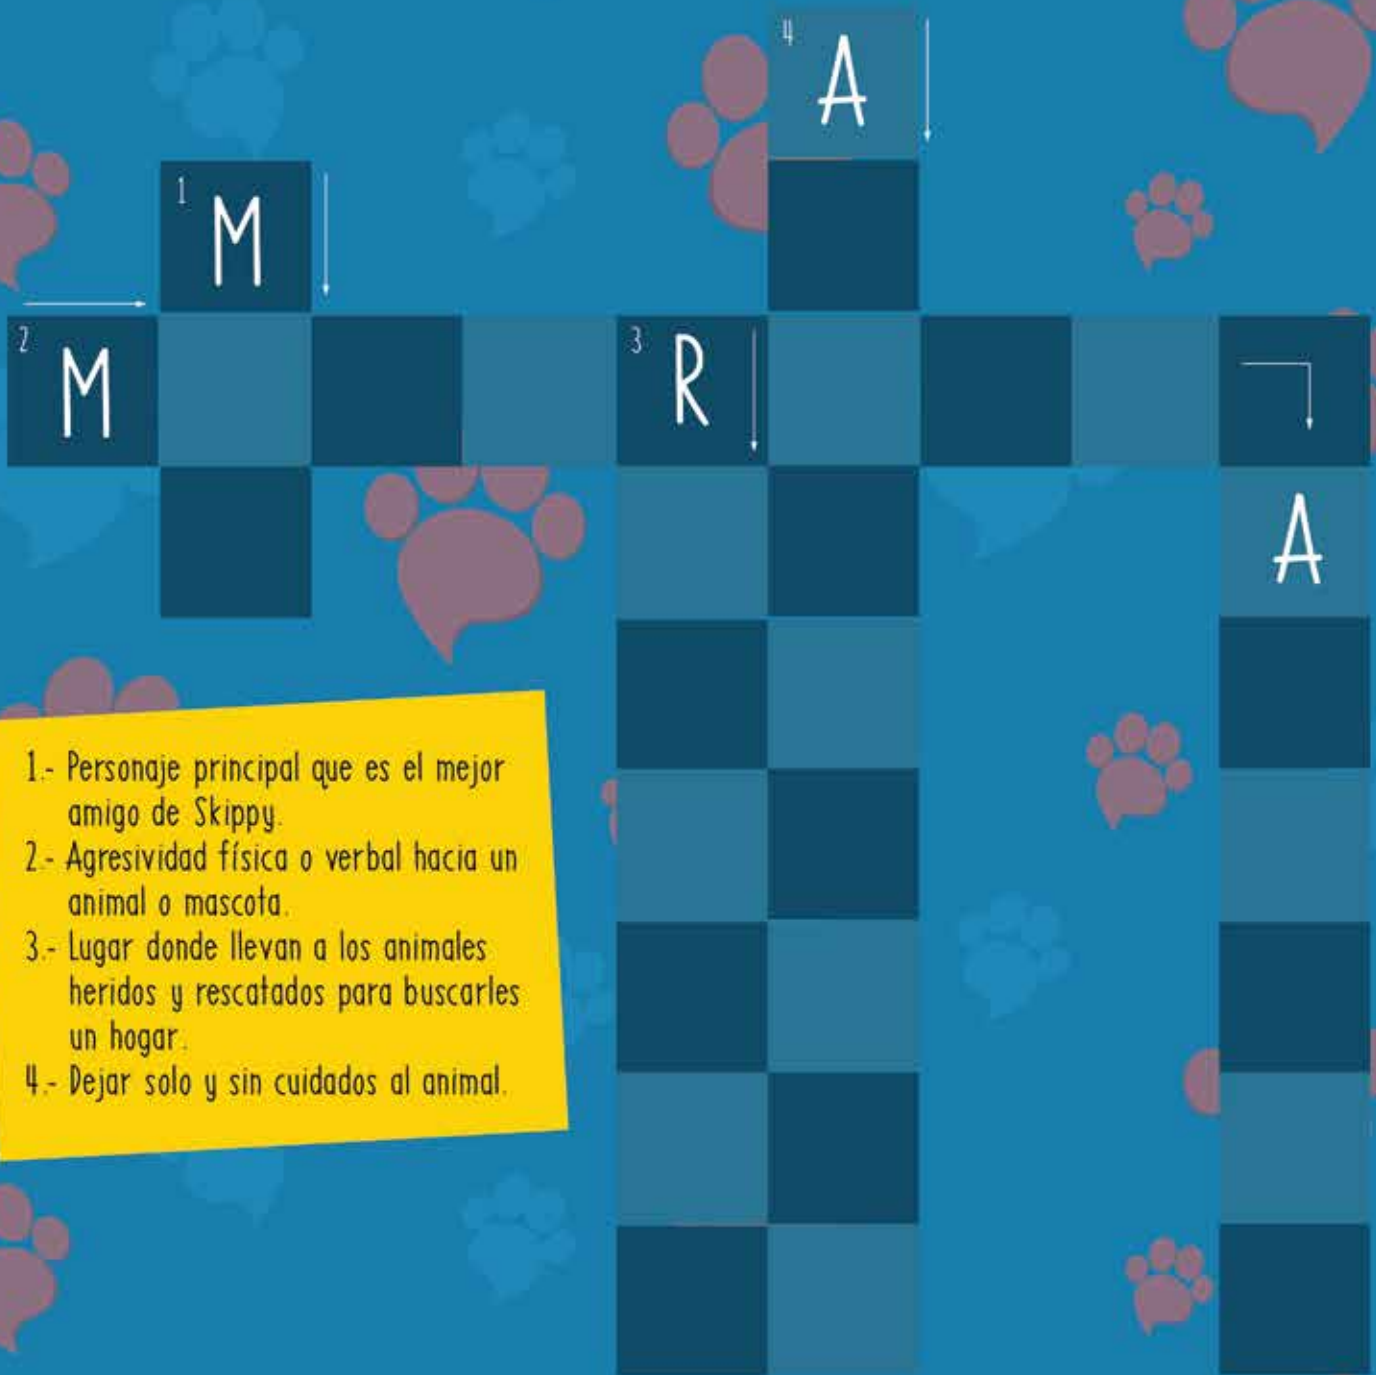 4 A
1 M
2 M
3 R
A
1.- Personaje principal que es el mejor
amigo de Skippy.
2.- Agresividad física o verbal hacia un
animal o mascota.
3.- Lugar donde llevan a los animales
heridos y rescatados para buscarles
un hogar.
4.- Dejar solo y sin cuidados al animal.